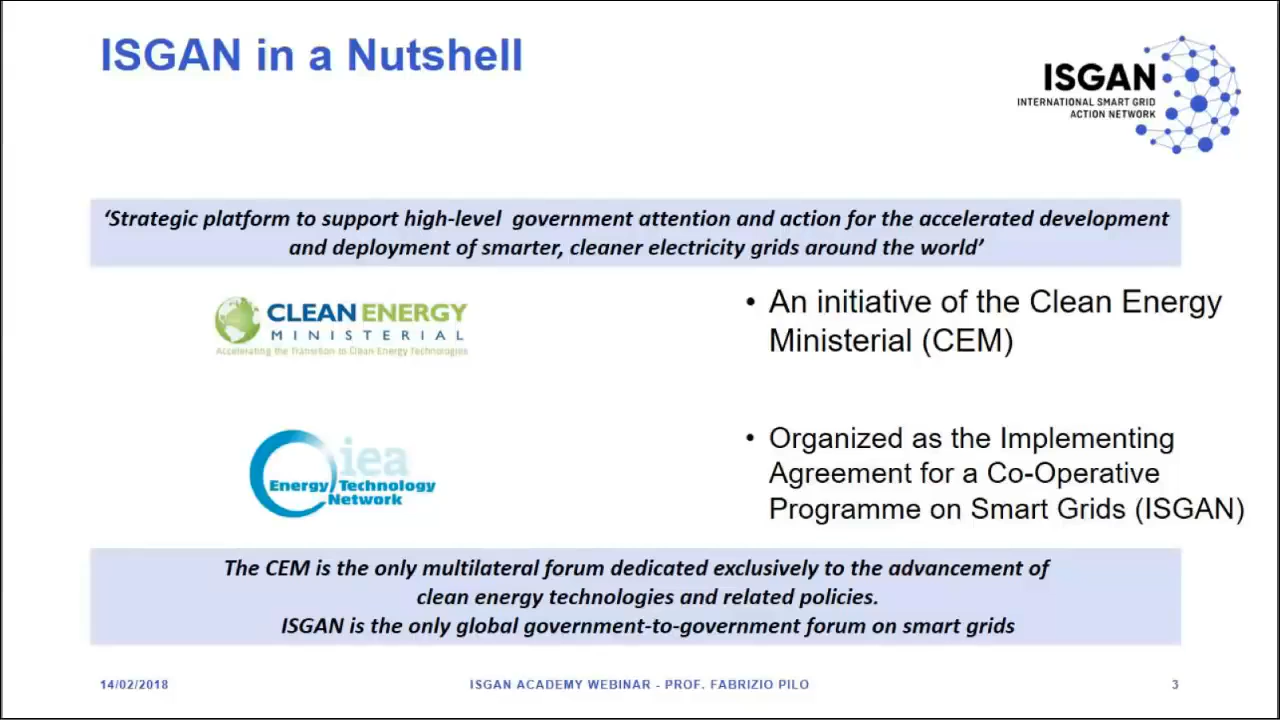 ISGAN in a Nutshell
ISGAN
INTERNATIONAL SMART GRID
ACTION NETWORK
‘Strategic platform to support high-level government attention and action for the accelerated development
and deployment of smarter, cleaner electricity grids around the world’
CLEAN ENERGY
MINISTERIAL
Accelerating the Transition to Clean Energy Technologies
• An initiative of the Clean Energy
Ministerial (CEM)
iea
Energy Technology
Network
• Organized as the Implementing
Agreement for a Co-Operative
Programme on Smart Grids (ISGAN)
The CEM is the only multilateral forum dedicated exclusively to the advancement of
clean energy technologies and related policies.
ISGAN is the only global government-to-government forum on smart grids
14/02/2018
ISGAN ACADEMY WEBINAR - PROF. FABRIZIO PILO
3